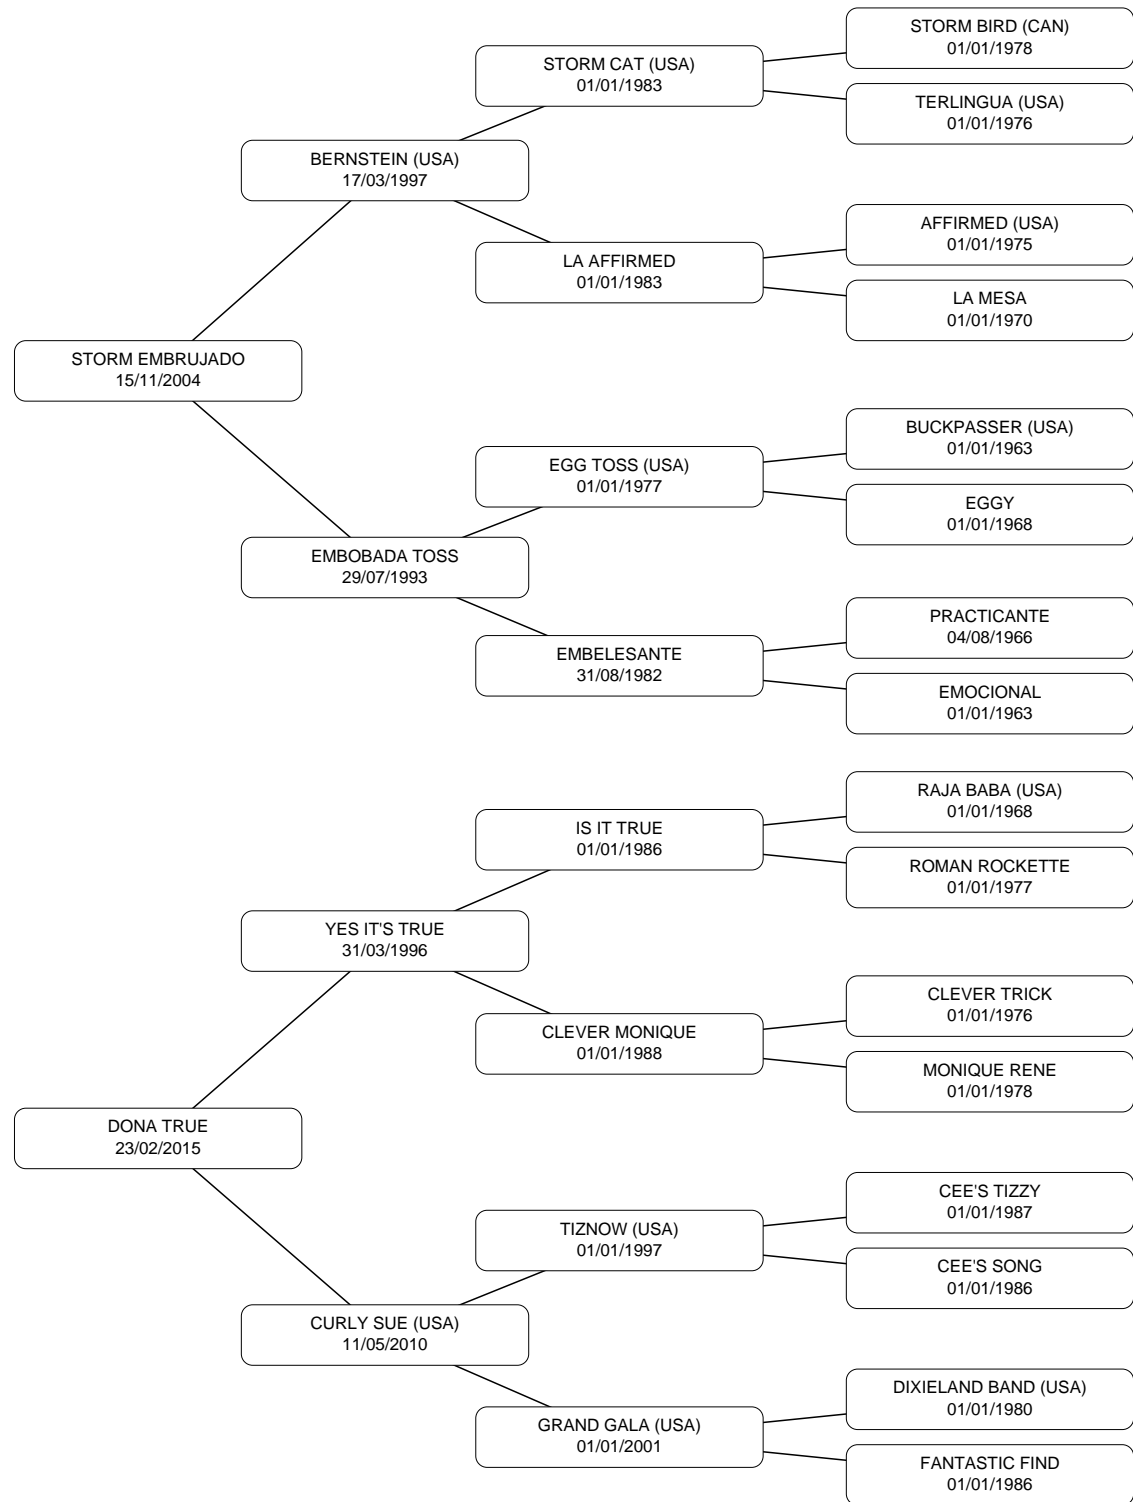 STORM BIRD (CAN)
01/01/1978
STORM CAT (USA)
01/01/1983
TERLINGUA (USA)
01/01/1976
BERNSTEIN (USA)
17/03/1997
AFFIRMED (USA)
01/01/1975
LA AFFIRMED
01/01/1983
LA MESA
01/01/1970
STORM EMBRUJADO
15/11/2004
BUCKPASSER (USA)
01/01/1963
EGG TOSS (USA)
01/01/1977
EGGY
01/01/1968
EMBOBADA TOSS
29/07/1993
PRACTICANTE
04/08/1966
EMBELESANTE
31/08/1982
EMOCIONAL
01/01/1963
RAJA BABA (USA)
01/01/1968
IS IT TRUE
01/01/1986
ROMAN ROCKETTE
01/01/1977
YES IT'S TRUE
31/03/1996
CLEVER TRICK
01/01/1976
CLEVER MONIQUE
01/01/1988
MONIQUE RENE
01/01/1978
DONA TRUE
23/02/2015
CEE'S TIZZY
01/01/1987
TIZNOW (USA)
01/01/1997
CEE'S SONG
01/01/1986
CURLY SUE (USA)
11/05/2010
DIXIELAND BAND (USA)
01/01/1980
GRAND GALA (USA)
01/01/2001
FANTASTIC FIND
01/01/1986